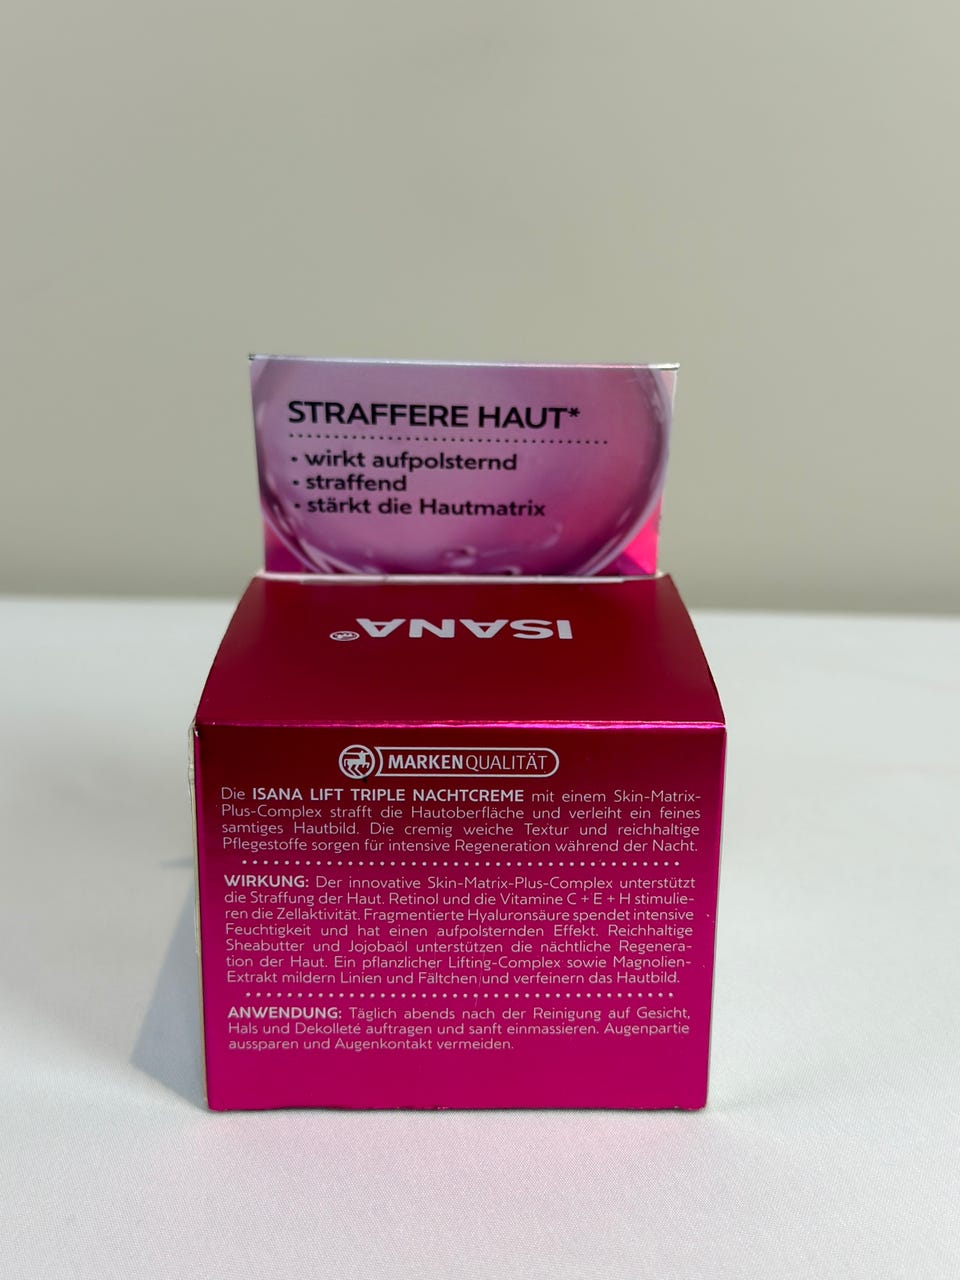 STRAFFERE HAUT*
• wirkt aufpolsternd
• straffend
• stärkt die Hautmatrix
ISANA
MARKENQUALITÄT
Die ISANA LIFT TRIPLE NACHTCREME mit einem Skin-Matrix-
Plus-Complex strafft die Hautoberfläche und verleiht ein feines
samtiges Hautbild. Die cremig weiche Textur und reichhaltige
Pflegestoffe sorgen für intensive Regeneration während der Nacht.
WIRKUNG: Der innovative Skin-Matrix-Plus-Complex unterstützt
die Straffung der Haut. Retinol und die Vitamine C + E + H stimulie-
ren die Zellaktivität. Fragmentierte Hyaluronsäure spendet intensive
Feuchtigkeit und hat einen aufpolsternden Effekt. Reichhaltige
Sheabutter und Jojobaöl unterstützen die nächtliche Regenera-
tion der Haut. Ein pflanzlicher Lifting-Complex sowie Magnolien-
Extrakt mildern Linien und Fältchen und verfeinern das Hautbild.
ANWENDUNG: Täglich abends nach der Reinigung auf Gesicht,
Hals und Dekolleté auftragen und sanft einmassieren. Augenpartie
aussparen und Augenkontakt vermeiden.